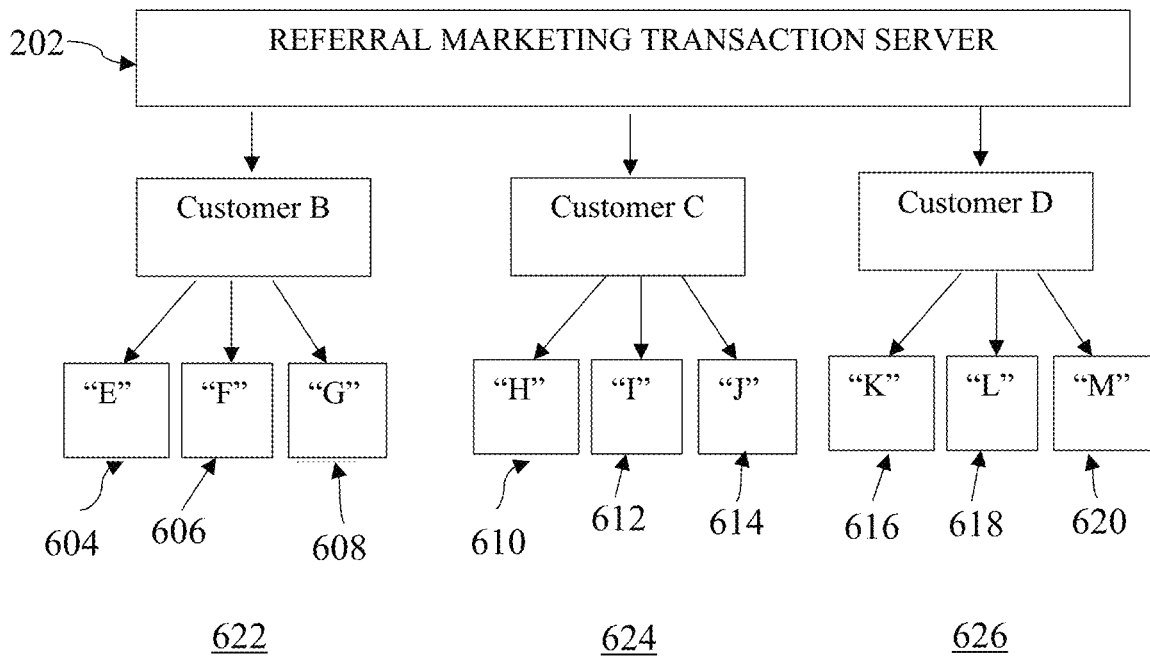 REFERRAL MARKETING TRANSACTION SERVER
202
Customer B
Customer C
Customer D
“E” “F” “G” “H” “I” “J” “K” “L” “M”
604 606 608 610 612 614 616 618 620
622 624 626